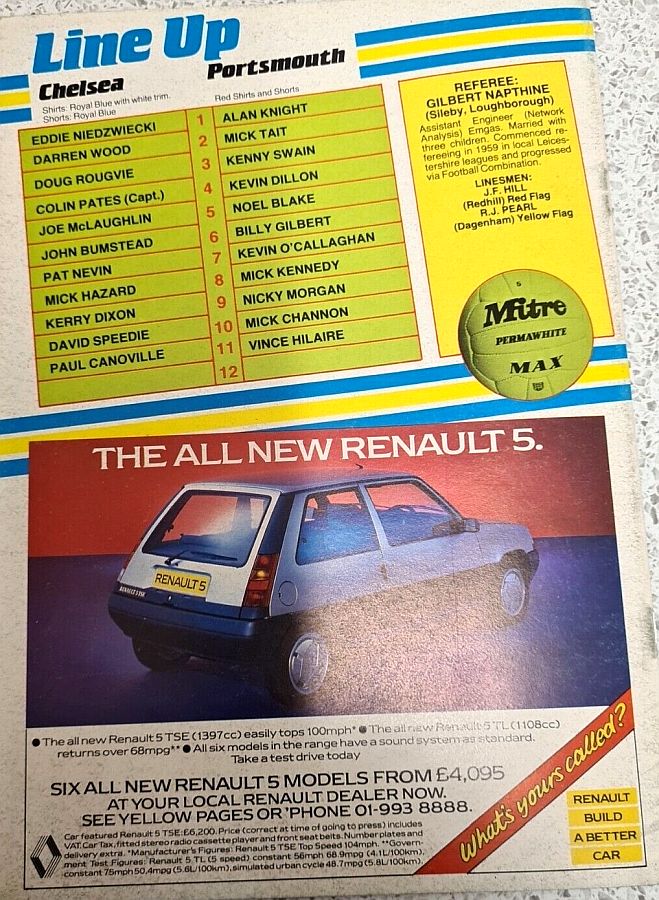 Line Up
Chelsea
Shirts: Royal Blue with white trim.
Shorts: Royal Blue
Portsmouth
Red Shirts and Shorts
EDDIE NIEDZWIECKI 1 ALAN KNIGHT
DARREN WOOD 2 MICK TAIT
DOUG ROUGVIE 3 KENNY SWAIN
COLIN PATES (Capt.) 4 KEVIN DILLON
JOE McLAUGHLIN 5 NOEL BLAKE
JOHN BUMSTEAD 6 BILLY GILBERT
PAT NEVIN 7 KEVIN O'CALLAGHAN
MICK HAZARD 8 MICK KENNEDY
KERRY DIXON 9 NICKY MORGAN
DAVID SPEEDIE 10 MICK CHANNON
PAUL CANOVILLE 11 VINCE HILAIRE
12
REFEREE:
GILBERT NAPTHINE
(Sileby, Loughborough)
Assistant Engineer (Network
Analysis) Emgas. Married with
three children. Commenced re-
fereeing in 1959 in local Leices-
tershire leagues and progressed
via Football Combination.
LINESMEN:
J.F. HILL
(Redhill) Red Flag
R.J. PEARL
(Dagenham) Yellow Flag
5
Mitre
PERMAWHITE
MAX
THE ALL NEW RENAULT 5.
RENAULT 5
RENAULT 5 TSE
● The all new Renault 5 TSE (1397cc) easily tops 100mph* ● The all new Renault 5 TL (1108cc)
returns over 68mpg** ● All six models in the range have a sound system as standard.
Take a test drive today
SIX ALL NEW RENAULT 5 MODELS FROM £4,095
AT YOUR LOCAL RENAULT DEALER NOW.
SEE YELLOW PAGES OR 'PHONE 01-993 8888.
Car featured Renault 5 TSE: £6,200. Price (correct at time of going to press) includes
VAT, Car Tax, fitted stereo radio cassette player and front seat belts. Number plates and
delivery extra. *Manufacturer's Figures: Renault 5 TSE Top Speed 104mph. **Govern-
ment Test Figures: Renault 5 TL (5 speed) constant 56mph 68.9mpg (4.1L/100km),
constant 75mph 50.4mpg (5.6L/100km), simulated urban cycle 48.7mpg (5.8L/100km).
What's yours called?
RENAULT
BUILD
A BETTER
CAR